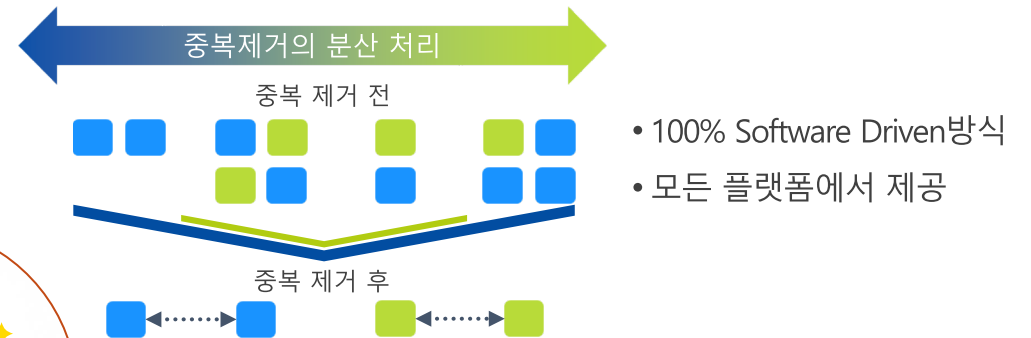 중복제거의 분산 처리
중복 제거 전
중복 제거 후
• 100% Software Driven방식
• 모든 플랫폼에서 제공